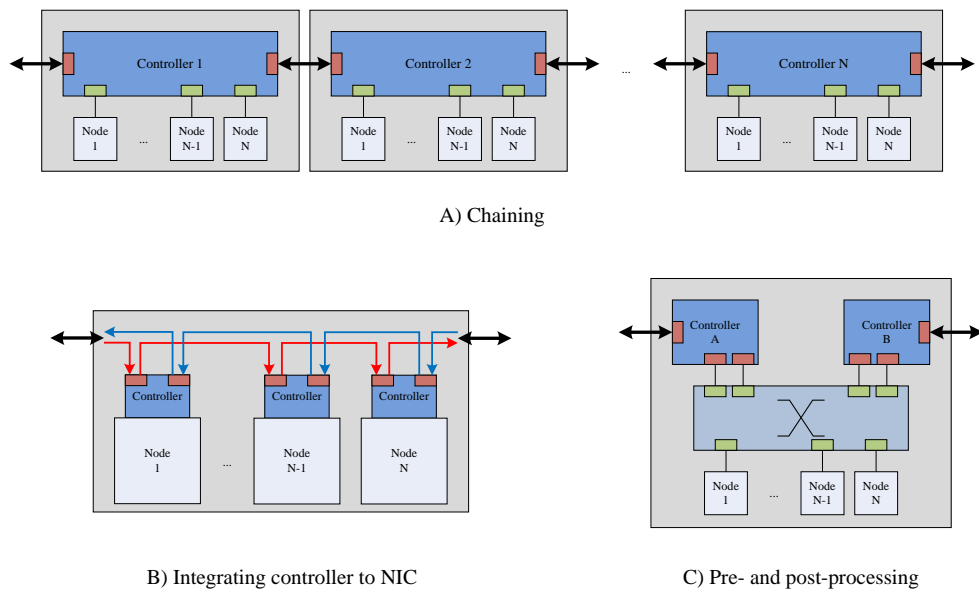 Controller 1
Controller 2
...
Controller N
Node
1
...
Node
N-1
Node
N
Node
1
...
Node
N-1
Node
N
Node
1
...
Node
N-1
Node
N
A) Chaining
Controller
Controller
Controller
Node
1
...
Node
N-1
Node
N
B) Integrating controller to NIC
Controller
A
Controller
B
Node
1
...
Node
N-1
Node
N
C) Pre- and post-processing